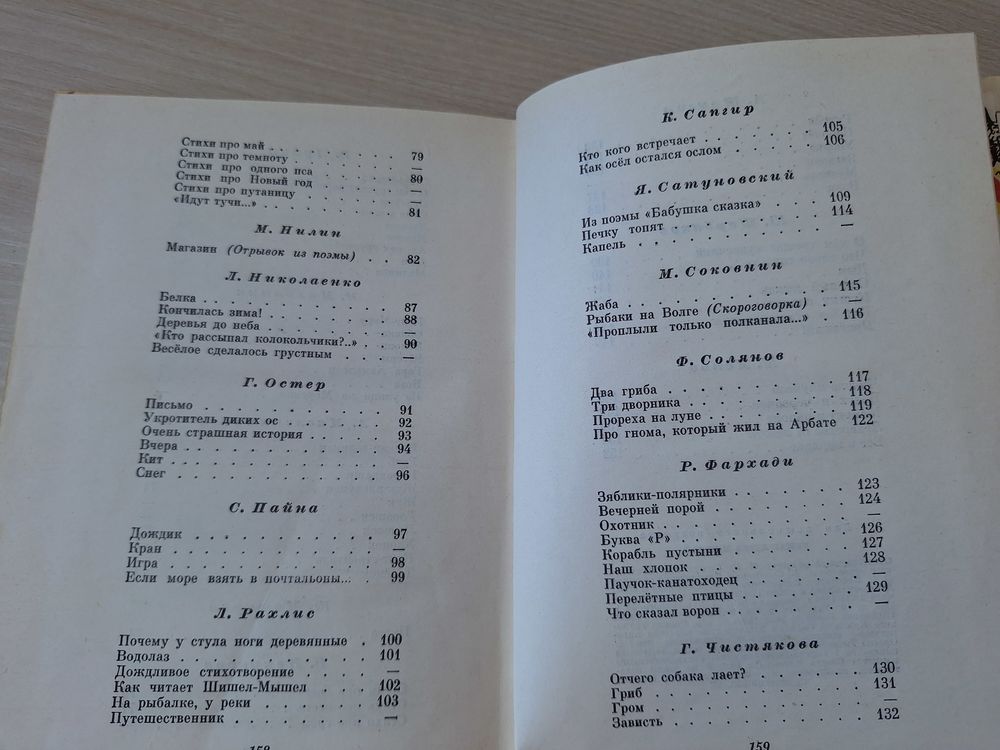 Стихи про май . . . . . . . . 79
Стихи про темноту . . . . . . —
Стихи про одного пса . . . . . 80
Стихи про Новый год . . . . . —
Стихи про путаницу . . . . . . —
«Идут тучи...» . . . . . . . . 81
М. Нилин
Магазин (Отрывок из поэмы) . . 82
Л. Николаенко
Белка . . . . . . . . . . . . 87
Кончилась зима! . . . . . . . 88
Деревья до неба . . . . . . . —
«Кто рассыпал колокольчики?..» . . 90
Весёлое сделалось грустным . . . . —
Г. Остер
Письмо . . . . . . . . . . . 91
Укротитель диких ос . . . . . . 92
Очень страшная история . . . . . 93
Вчера . . . . . . . . . . . . 94
Кит . . . . . . . . . . . . . —
Снег . . . . . . . . . . . . 96
С. Пайна
Дождик . . . . . . . . . . . 97
Кран . . . . . . . . . . . . —
Игра . . . . . . . . . . . . 98
Если море взять в почтальоны... . . 99
Л. Рахлис
Почему у стула ноги деревянные . 100
Водолаз . . . . . . . . . . . 101
Дождливое стихотворение . . . . —
Как читает Шишел-Мышел . . . . 102
На рыбалке, у реки . . . . . . 103
Путешественник . . . . . . . . —
158
К. Сапгир
Кто кого встречает . . . . . . 105
Как осёл остался ослом . . . . . 106
Я. Сатуновский
Из поэмы «Бабушка сказка» . . . 109
Печку топят . . . . . . . . . 114
Капель . . . . . . . . . . . —
М. Соковнин
Жаба . . . . . . . . . . . . 115
Рыбаки на Волге (Скороговорка) . —
«Проплыли только полканала...» . 116
Ф. Солянов
Два гриба . . . . . . . . . . 117
Три дворника . . . . . . . . . 118
Прореха на луне . . . . . . . . 119
Про гнома, который жил на Арбате 122
Р. Фархади
Зяблики-полярники . . . . . . . 123
Вечерней порой . . . . . . . . 124
Охотник . . . . . . . . . . . —
Буква «Р» . . . . . . . . . . 126
Корабль пустыни . . . . . . . 127
Наш хлопок . . . . . . . . . 128
Паучок-канатоходец . . . . . . —
Перелётные птицы . . . . . . . 129
Что сказал ворон . . . . . . . —
Г. Чистякова
Отчего собака лает? . . . . . . 130
Гриб . . . . . . . . . . . . 131
Гром . . . . . . . . . . . . —
Зависть . . . . . . . . . . . 132
159